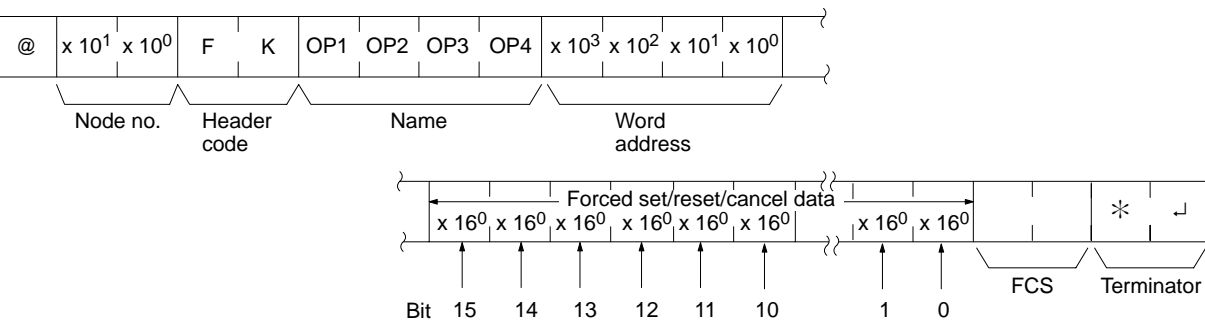 @ x 10¹ x 10⁰ F K OP1 OP2 OP3 OP4 x 10³ x 10² x 10¹ x 10⁰
Node no. Header code Name Word address
Forced set/reset/cancel data
x 16⁰ x 16⁰ x 16⁰ x 16⁰ x 16⁰ x 16⁰ x 16⁰ x 16⁰ * ↵
FCS Terminator
Bit 15 14 13 12 11 10 1 0